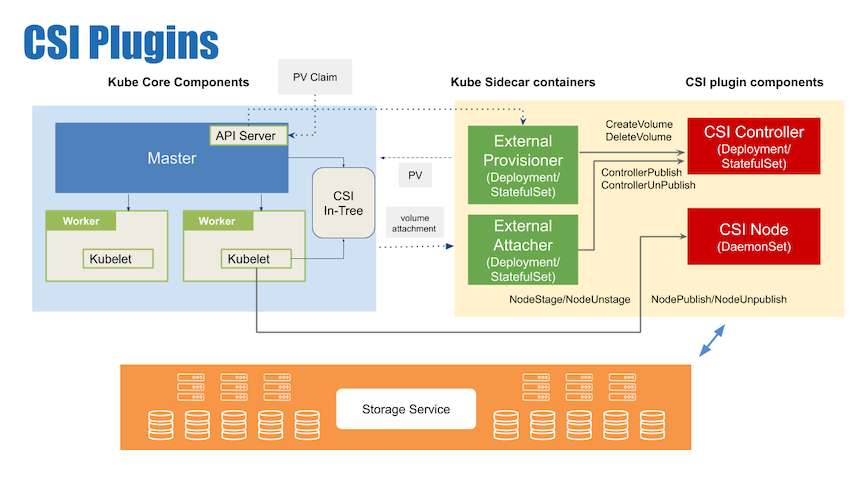 CSI Plugins
Kube Core Components
PV Claim
Kube Sidecar containers
CSI plugin components
API Server
Master
CSI
In-Tree
Worker
Kubelet
Worker
Kubelet
PV
volume
attachment
External
Provisioner
(Deployment/
StatefulSet)
External
Attacher
(Deployment/
StatefulSet)
CreateVolume
DeleteVolume
ControllerPublish
ControllerUnPublish
CSI Controller
(Deployment/
StatefulSet)
CSI Node
(DaemonSet)
NodeStage/NodeUnstage
NodePublish/NodeUnpublish
Storage Service